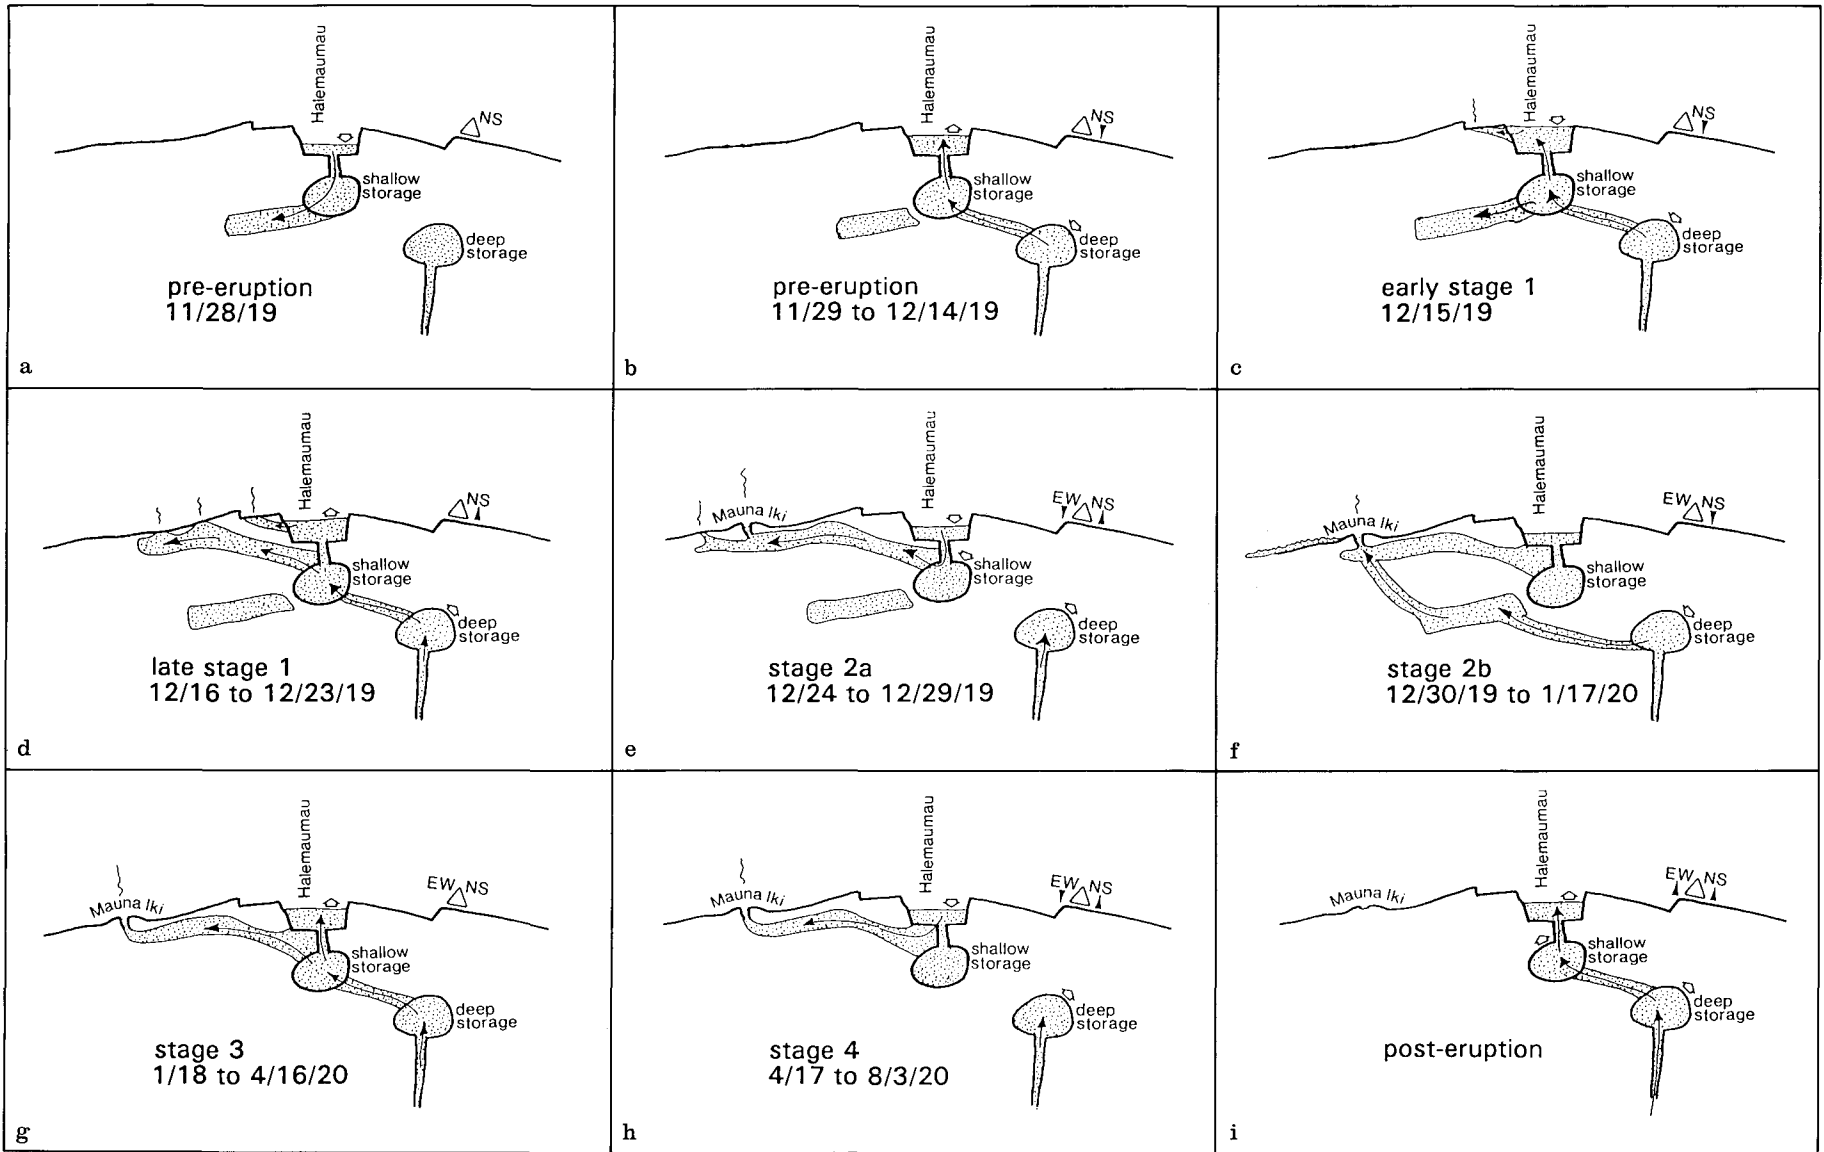 Halemaumau
NS
shallow
storage
deep
storage
pre-eruption
11/28/19
a
Halemaumau
NS
shallow
storage
deep
storage
pre-eruption
11/29 to 12/14/19
b
Halemaumau
NS
shallow
storage
deep
storage
early stage 1
12/15/19
c
Halemaumau
NS
shallow
storage
deep
storage
late stage 1
12/16 to 12/23/19
d
Halemaumau
EW NS
Mauna Iki
shallow
storage
deep
storage
stage 2a
12/24 to 12/29/19
e
Halemaumau
EW NS
Mauna Iki
shallow
storage
deep
storage
stage 2b
12/30/19 to 1/17/20
f
Halemaumau
EW NS
Mauna Iki
shallow
storage
deep
storage
stage 3
1/18 to 4/16/20
g
Halemaumau
EW NS
Mauna Iki
shallow
storage
deep
storage
stage 4
4/17 to 8/3/20
h
Halemaumau
EW NS
Mauna Iki
shallow
storage
deep
storage
post-eruption
i